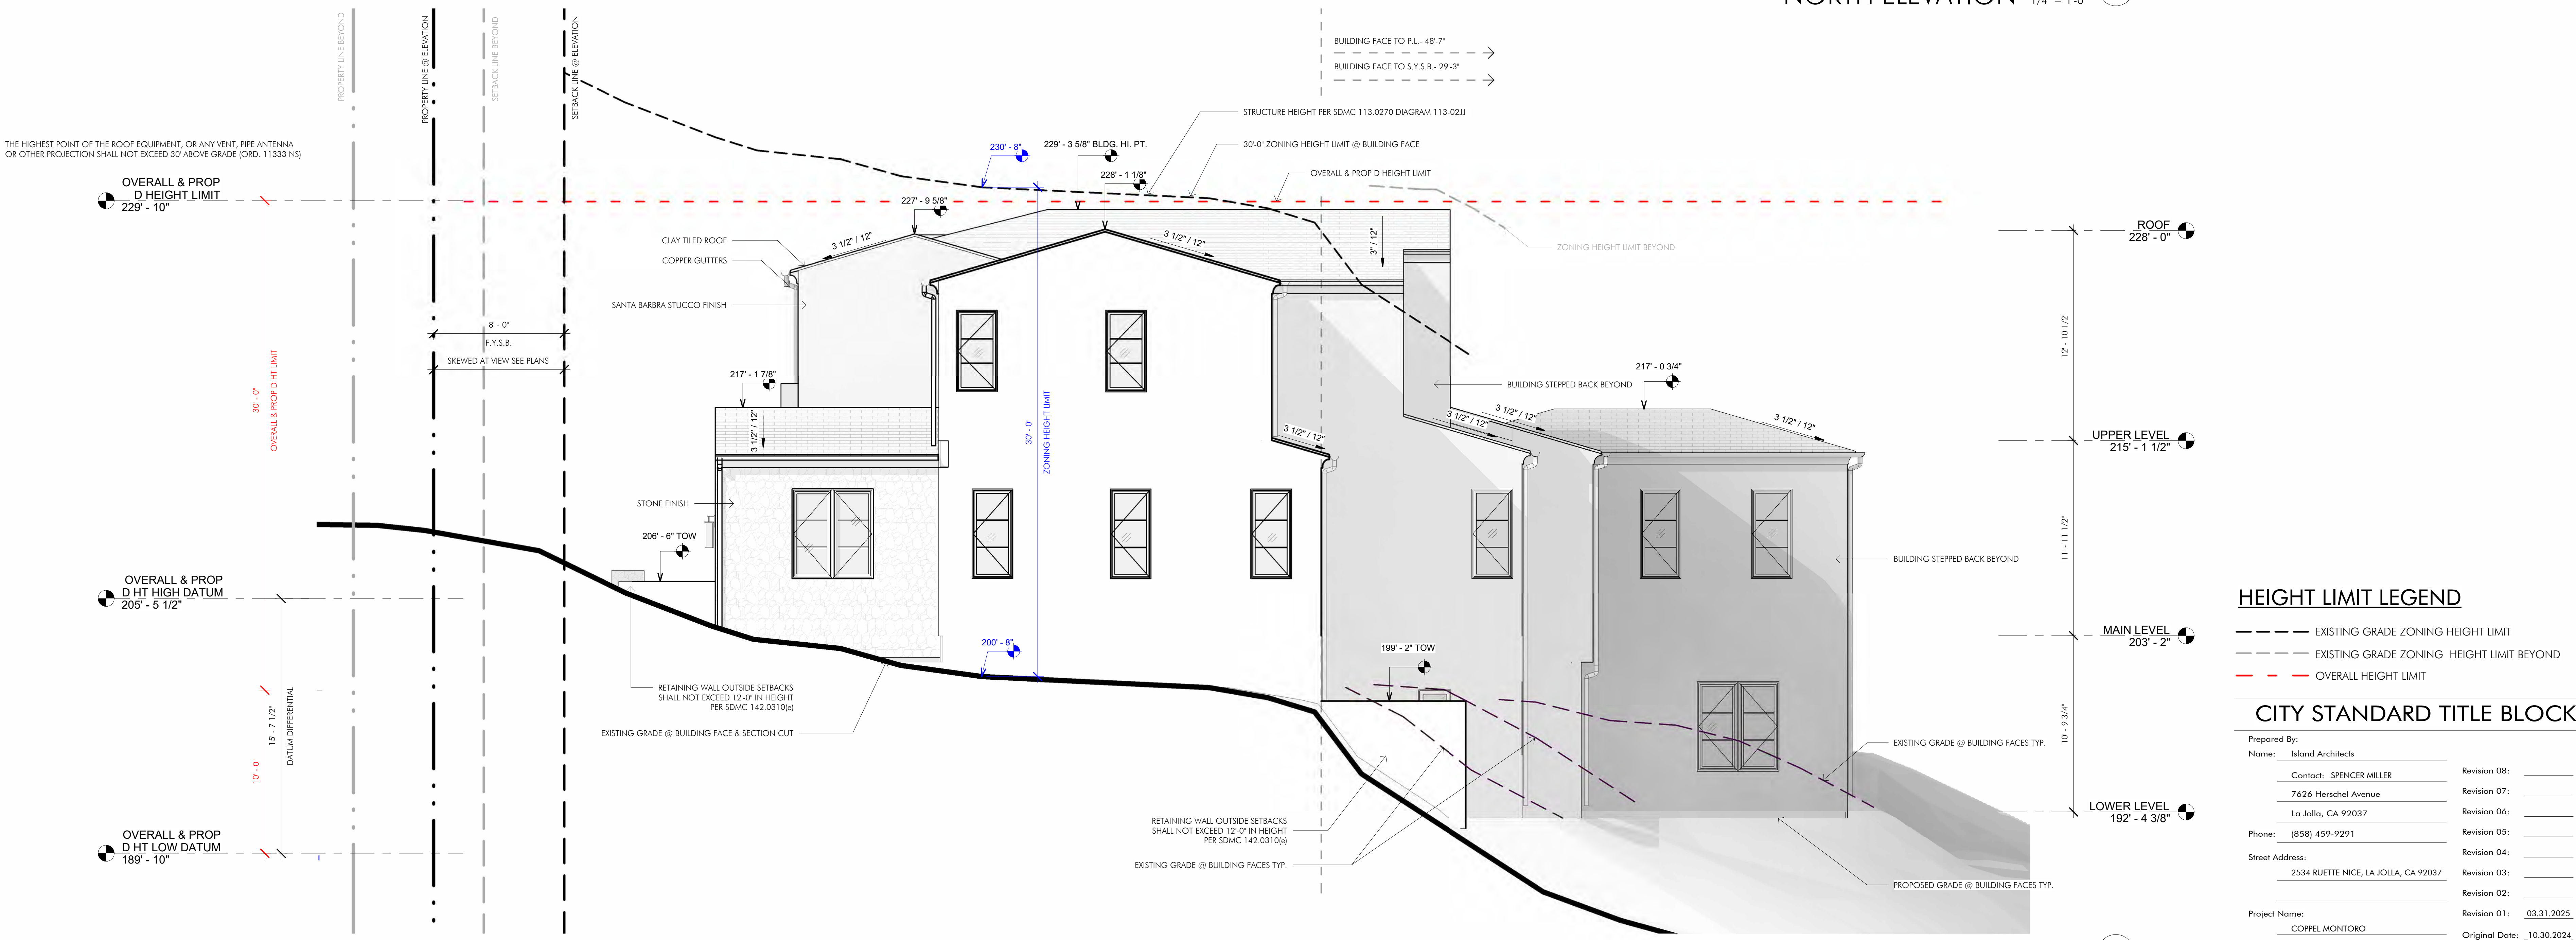 NORTH ELEVATION 1/4" = 1'-0"
PROPERTY LINE BEYOND
PROPERTY LINE @ ELEVATION
SETBACK LINE BEYOND
SETBACK LINE @ ELEVATION
BUILDING FACE TO P.L.- 48'-7"
BUILDING FACE TO S.Y.S.B.- 29'-3"
STRUCTURE HEIGHT PER SDMC 113.0270 DIAGRAM 113-02JJ
30'-0" ZONING HEIGHT LIMIT @ BUILDING FACE
OVERALL & PROP D HEIGHT LIMIT
ZONING HEIGHT LIMIT BEYOND
THE HIGHEST POINT OF THE ROOF EQUIPMENT, OR ANY VENT, PIPE ANTENNA
OR OTHER PROJECTION SHALL NOT EXCEED 30' ABOVE GRADE (ORD. 11333 NS)
OVERALL & PROP
D HEIGHT LIMIT
229' - 10"
230' - 8"
229' - 3 5/8" BLDG. HI. PT.
228' - 1 1/8"
227' - 9 5/8"
CLAY TILED ROOF
COPPER GUTTERS
SANTA BARBRA STUCCO FINISH
3 1/2" / 12"
3 1/2" / 12"
3" / 12"
8' - 0"
F.Y.S.B.
SKEWED AT VIEW SEE PLANS
30' - 0"
OVERALL & PROP D HT LIMIT
217' - 1 7/8"
3 1/2" / 12"
30' - 0"
ZONING HEIGHT LIMIT
3 1/2" / 12"
3 1/2" / 12"
3 1/2" / 12"
BUILDING STEPPED BACK BEYOND
217' - 0 3/4"
3 1/2" / 12"
STONE FINISH
206' - 6" TOW
BUILDING STEPPED BACK BEYOND
OVERALL & PROP
D HT HIGH DATUM
205' - 5 1/2"
200' - 8"
199' - 2" TOW
RETAINING WALL OUTSIDE SETBACKS
SHALL NOT EXCEED 12'-0" IN HEIGHT
PER SDMC 142.0310(e)
EXISTING GRADE @ BUILDING FACE & SECTION CUT
10' - 0"
15' - 7 1/2"
DATUM DIFFERENTIAL
OVERALL & PROP
D HT LOW DATUM
189' - 10"
RETAINING WALL OUTSIDE SETBACKS
SHALL NOT EXCEED 12'-0" IN HEIGHT
PER SDMC 142.0310(e)
EXISTING GRADE @ BUILDING FACES TYP.
EXISTING GRADE @ BUILDING FACES TYP.
PROPOSED GRADE @ BUILDING FACES TYP.
ROOF
228' - 0"
12' - 10 1/2"
UPPER LEVEL
215' - 1 1/2"
11' - 11 1/2"
MAIN LEVEL
203' - 2"
10' - 9 3/4"
LOWER LEVEL
192' - 4 3/8"
HEIGHT LIMIT LEGEND
EXISTING GRADE ZONING HEIGHT LIMIT
EXISTING GRADE ZONING HEIGHT LIMIT BEYOND
OVERALL HEIGHT LIMIT
CITY STANDARD TITLE BLOCK
Prepared By:
Name: Island Architects
Contact: SPENCER MILLER
7626 Herschel Avenue
La Jolla, CA 92037
Phone: (858) 459-9291
Street Address:
2534 RUETTE NICE, LA JOLLA, CA 92037
Project Name:
COPPEL MONTORO
Revision 08:
Revision 07:
Revision 06:
Revision 05:
Revision 04:
Revision 03:
Revision 02:
Revision 01: 03.31.2025
Original Date: 10.30.2024